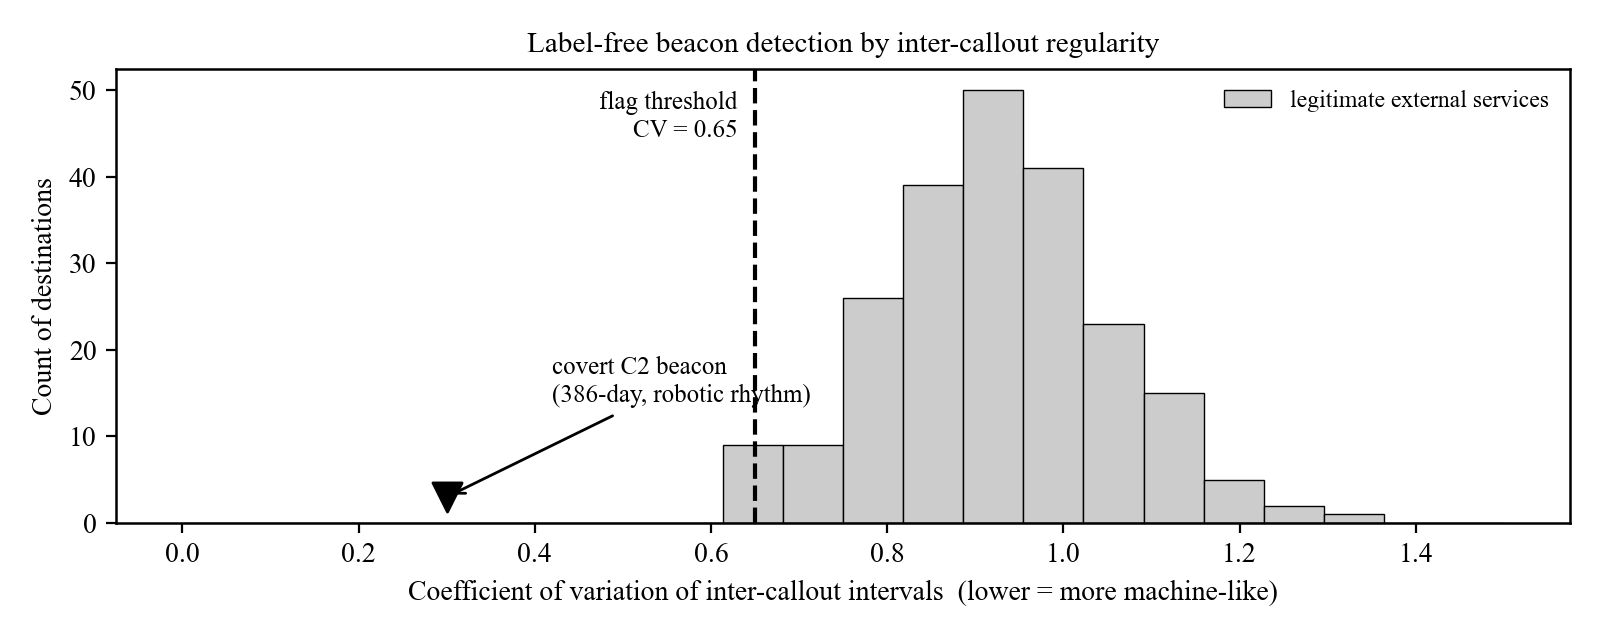 Label-free beacon detection by inter-callout regularity
flag threshold
CV = 0.65
legitimate external services
covert C2 beacon
(386-day, robotic rhythm)
Count of destinations
50
40
30
20
10
0
0.0 0.2 0.4 0.6 0.8 1.0 1.2 1.4
Coefficient of variation of inter-callout intervals (lower = more machine-like)